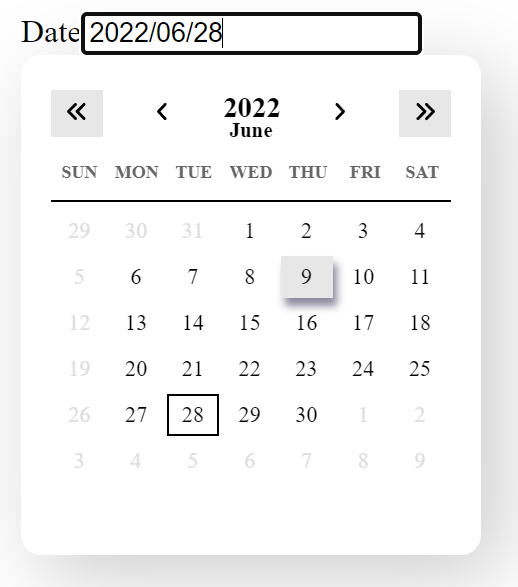 Date 2022/06/28
2022
June
SUN MON TUE WED THU FRI SAT
29 30 31 1 2 3 4
5 6 7 8 9 10 11
12 13 14 15 16 17 18
19 20 21 22 23 24 25
26 27 28 29 30 1 2
3 4 5 6 7 8 9